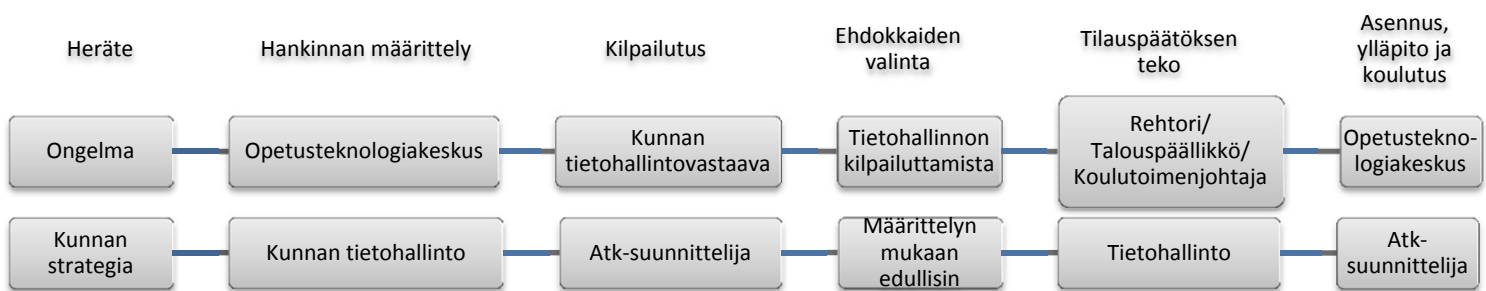 Heräte
Hankinnan määrittely
Kilpailutus
Ehdokkaiden
valinta
Tilauspäätöksen
teko
Asennus,
ylläpito ja
koulutus
Ongelma
Opetusteknologiakeskus
Kunnan
tietohallintovastaava
Tietohallinnon
kilpailuttamista
Rehtori/
Talouspäällikkö/
Koulutoimenjohtaja
Opetustekno-
logiakeskus
Kunnan
strategia
Kunnan tietohallinto
Atk-suunnittelija
Määrittelyn
mukaan
edullisin
Tietohallinto
Atk-
suunnittelija